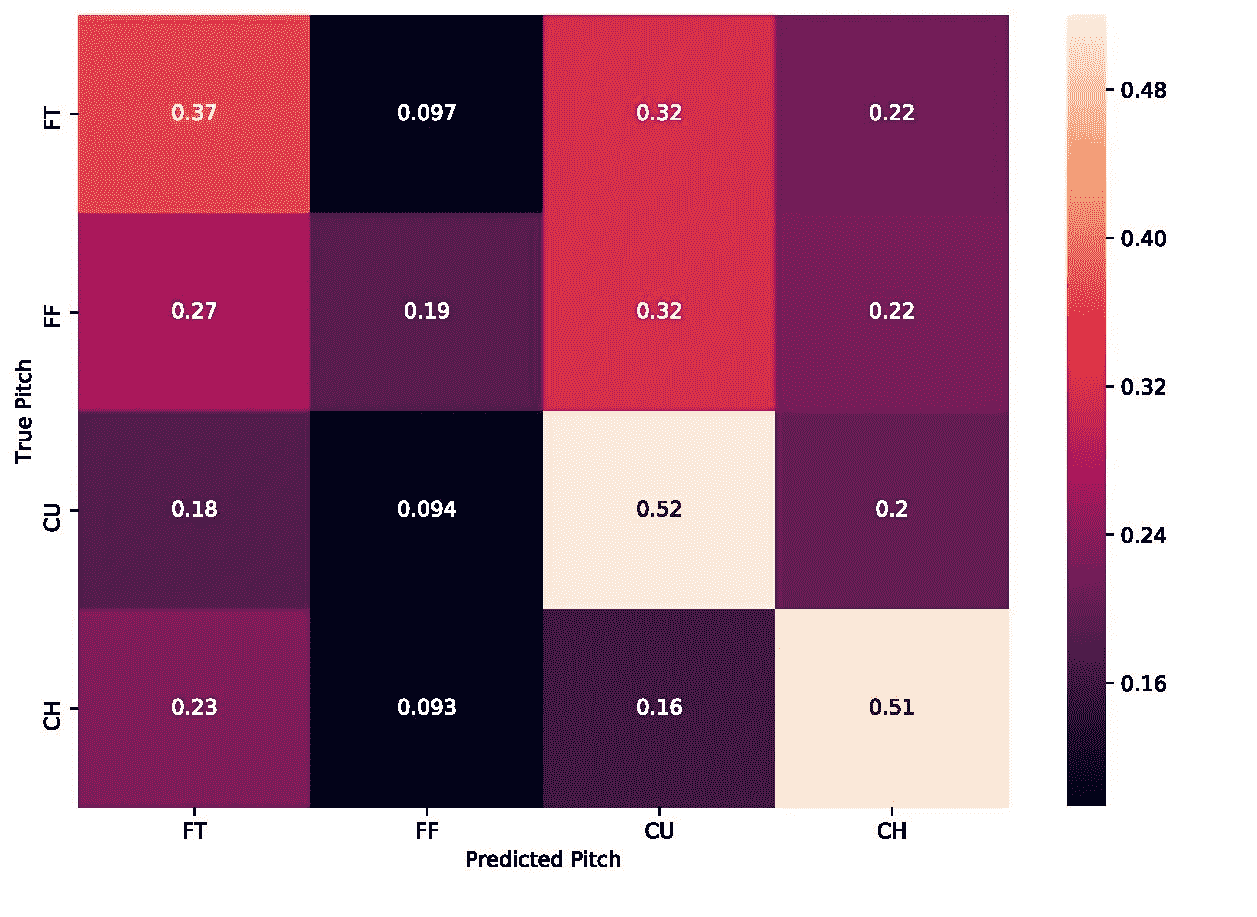 FT 0.37 0.097 0.32 0.22
FF 0.27 0.19 0.32 0.22
CU 0.18 0.094 0.52 0.2
CH 0.23 0.093 0.16 0.51
FT FF CU CH
Predicted Pitch
True Pitch
0.48
0.40
0.32
0.24
0.16